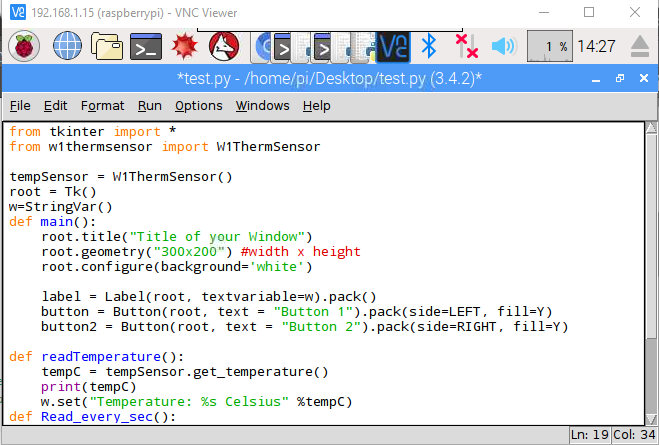 192.168.1.15 (raspberrypi) - VNC Viewer
1 % 14:27
*test.py - /home/pi/Desktop/test.py (3.4.2)*
File Edit Format Run Options Windows Help
from tkinter import *
from w1thermsensor import W1ThermSensor
tempSensor = W1ThermSensor()
root = Tk()
w=StringVar()
def main():
    root.title("Title of your Window")
    root.geometry("300x200") #width x height
    root.configure(background='white')
    label = Label(root, textvariable=w).pack()
    button = Button(root, text = "Button 1").pack(side=LEFT, fill=Y)
    button2 = Button(root, text = "Button 2").pack(side=RIGHT, fill=Y)
def readTemperature():
    tempC = tempSensor.get_temperature()
    print(tempC)
    w.set("Temperature: %s Celsius" %tempC)
def Read_every_sec():
Ln: 19 Col: 34